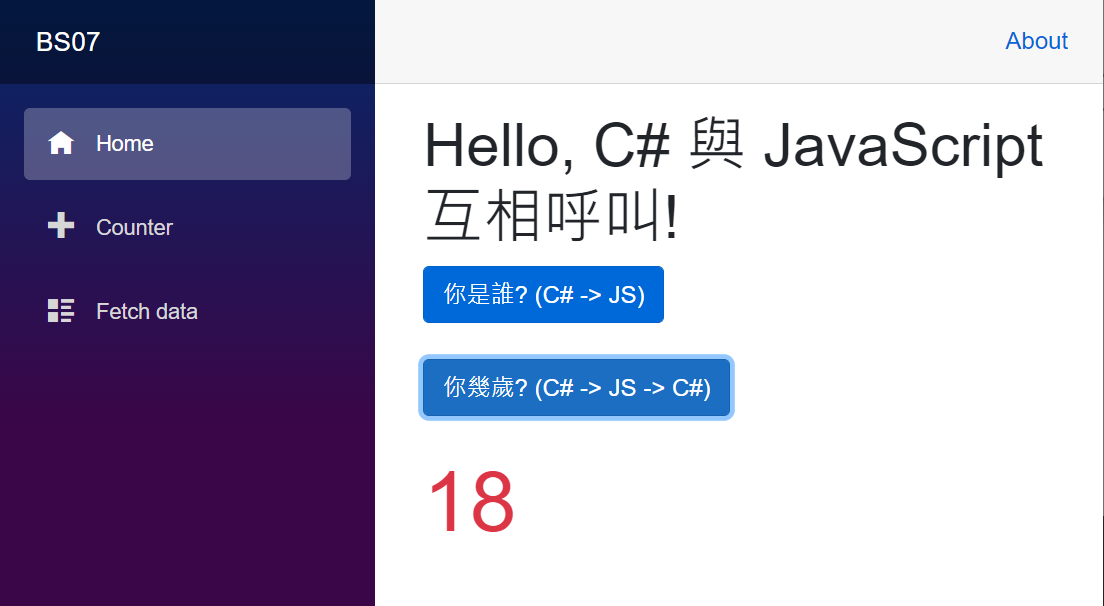 BS07
About
Home
Counter
Fetch data
Hello, C# 與 JavaScript
互相呼叫!
你是誰? (C# -> JS)
你幾歲? (C# -> JS -> C#)
18